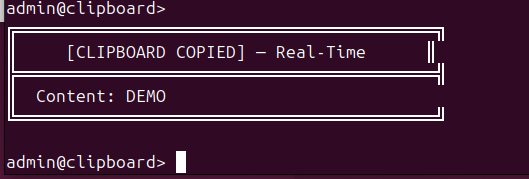 admin@clipboard>
[CLIPBOARD COPIED] — Real-Time
Content: DEMO
admin@clipboard>